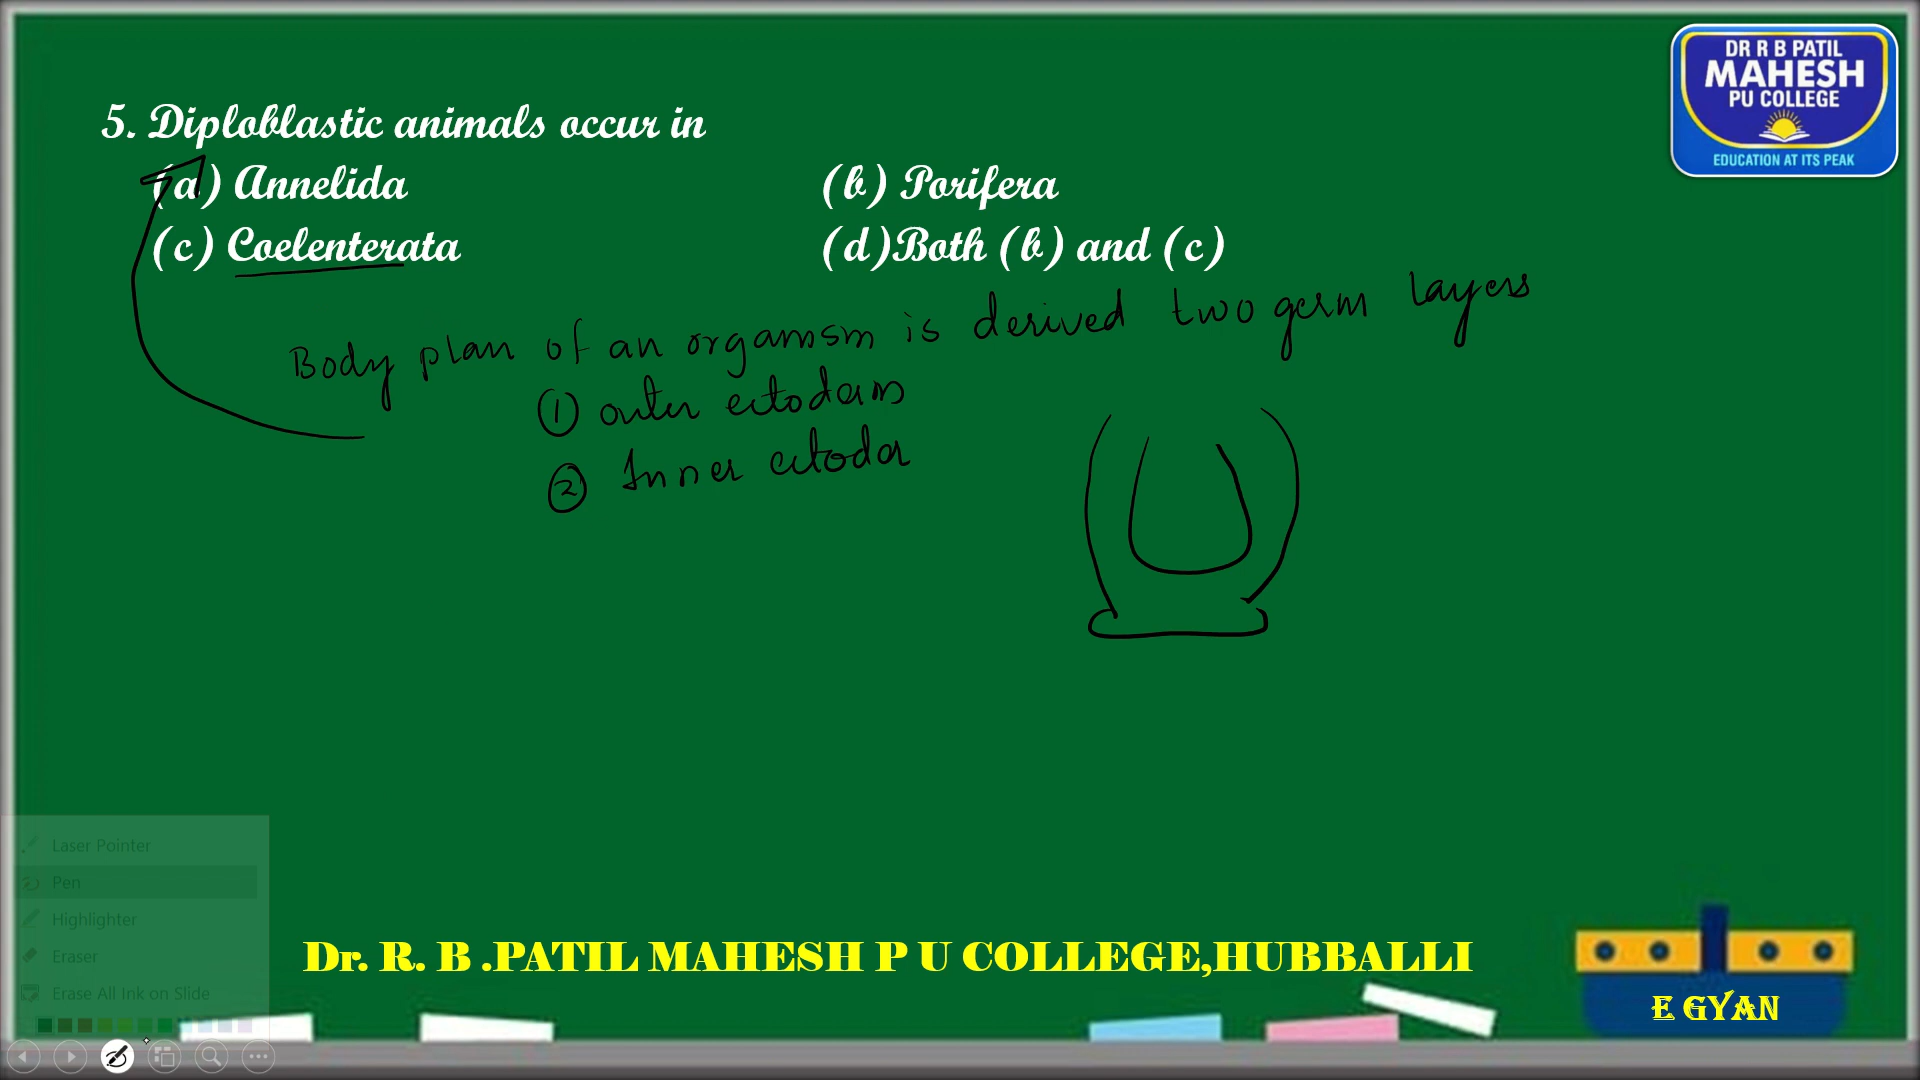 DR R B PATIL
MAHESH
PU COLLEGE
EDUCATION AT ITS PEAK
5. Diploblastic animals occur in
(a) Annelida (b) Porifera
(c) Coelenterata (d)Both (b) and (c)
Body plan of an organism is derived two germ layers
① outer ectoderm
② Inner ectoder
Laser Pointer
Pen
Highlighter
Eraser
Erase All Ink on Slide
Dr. R. B .PATIL MAHESH P U COLLEGE,HUBBALLI
E GYAN